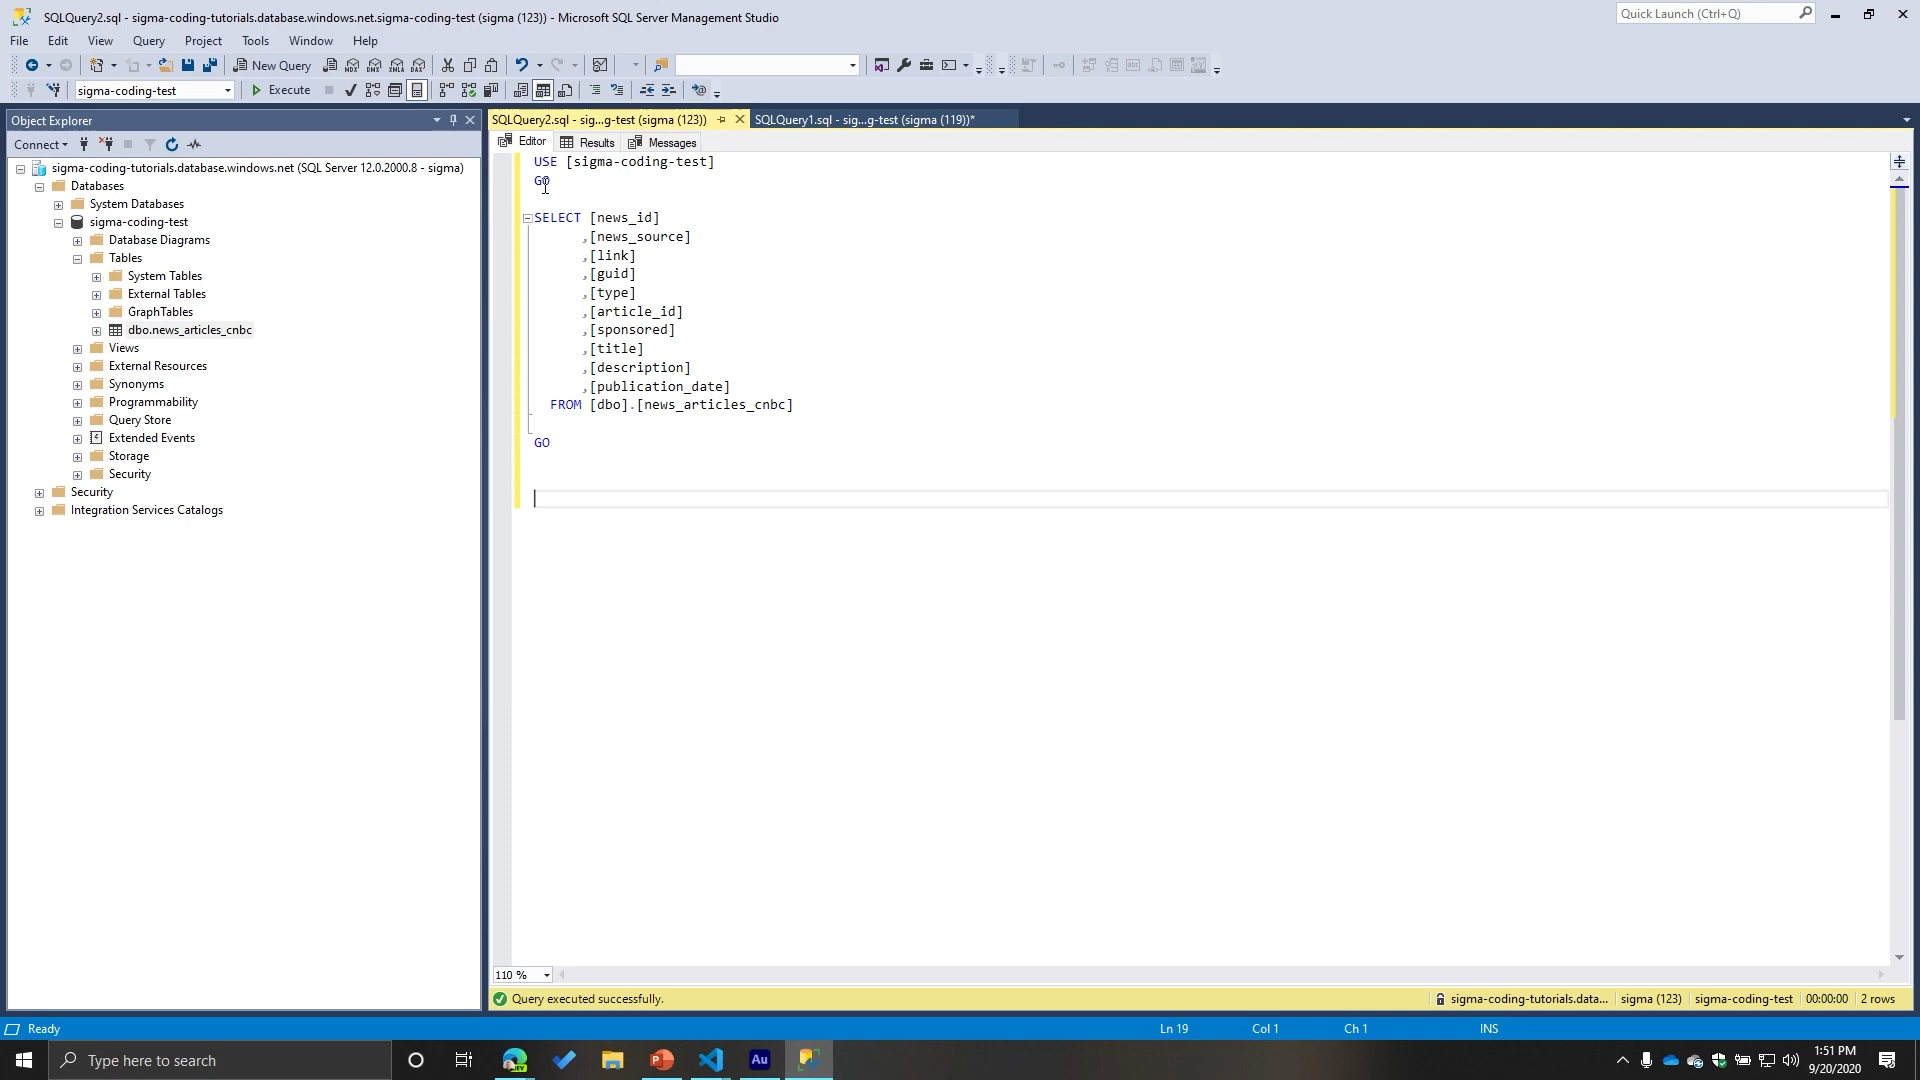 SQLQuery2.sql - sigma-coding-tutorials.database.windows.net.sigma-coding-test (sigma (123)) - Microsoft SQL Server Management Studio
Quick Launch (Ctrl+Q)
File Edit View Query Project Tools Window Help
New Query
sigma-coding-test
Execute
Object Explorer
Connect
sigma-coding-tutorials.database.windows.net (SQL Server 12.0.2000.8 - sigma)
Databases
System Databases
sigma-coding-test
Database Diagrams
Tables
System Tables
External Tables
GraphTables
dbo.news_articles_cnbc
Views
External Resources
Synonyms
Programmability
Query Store
Extended Events
Storage
Security
Security
Integration Services Catalogs
SQLQuery2.sql - sig...g-test (sigma (123))
SQLQuery1.sql - sig...g-test (sigma (119))*
Editor
Results
Messages
USE [sigma-coding-test]
GO
SELECT [news_id]
,[news_source]
,[link]
,[guid]
,[type]
,[article_id]
,[sponsored]
,[title]
,[description]
,[publication_date]
FROM [dbo].[news_articles_cnbc]
GO
110 %
Query executed successfully.
sigma-coding-tutorials.data...
sigma (123)
sigma-coding-test
00:00:00
2 rows
Ready
Ln 19
Col 1
Ch 1
INS
Type here to search
Au
1:51 PM
9/20/2020